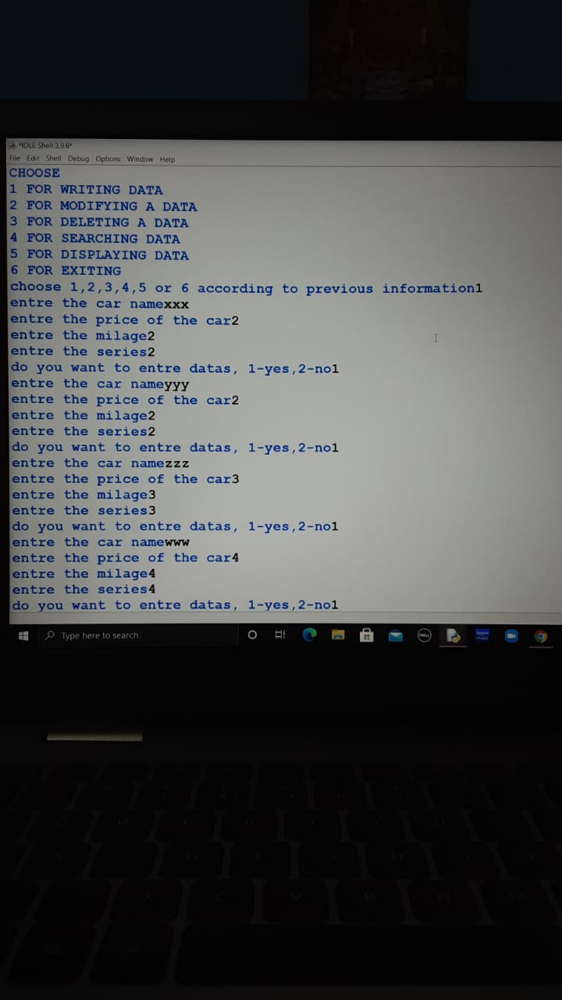 *IDLE Shell 3.9.6*
File Edit Shell Debug Options Window Help
CHOOSE
1 FOR WRITING DATA
2 FOR MODIFYING A DATA
3 FOR DELETING A DATA
4 FOR SEARCHING DATA
5 FOR DISPLAYING DATA
6 FOR EXITING
choose 1,2,3,4,5 or 6 according to previous information1
entre the car namexxx
entre the price of the car2
entre the milage2
entre the series2
do you want to entre datas, 1-yes,2-no1
entre the car nameyyy
entre the price of the car2
entre the milage2
entre the series2
do you want to entre datas, 1-yes,2-no1
entre the car namezzz
entre the price of the car3
entre the milage3
entre the series3
do you want to entre datas, 1-yes,2-no1
entre the car namewww
entre the price of the car4
entre the milage4
entre the series4
do you want to entre datas, 1-yes,2-no1
Type here to search
DELL